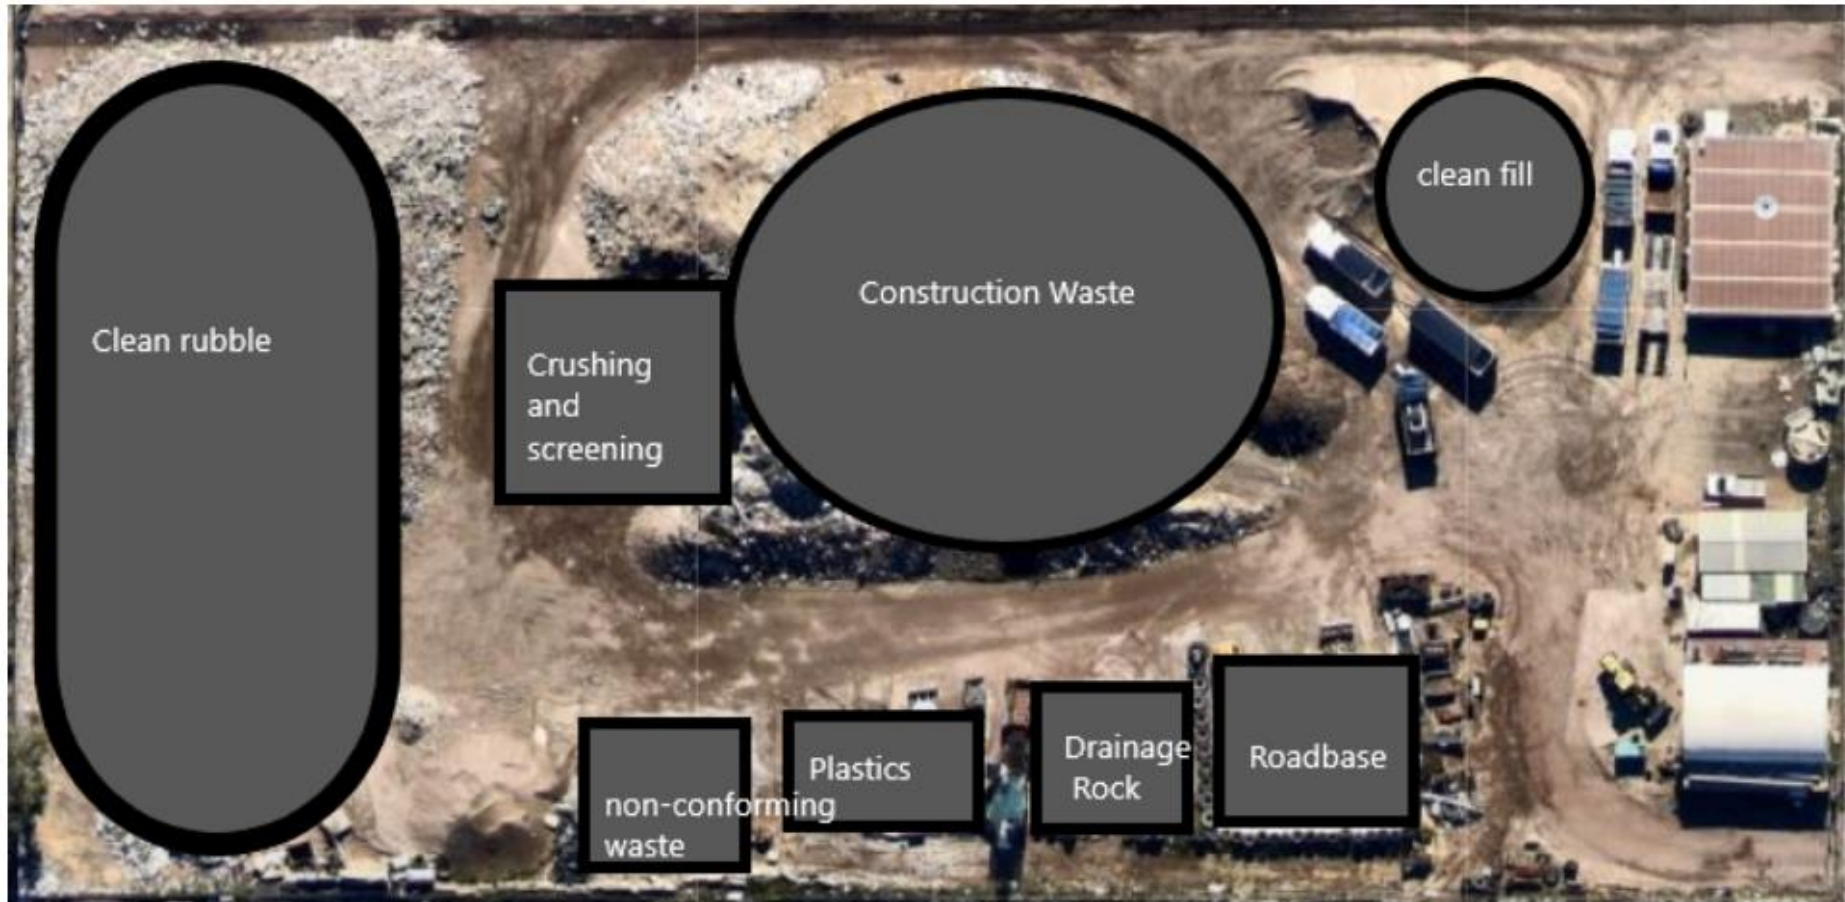 clean fill
Construction Waste
Clean rubble
Crushing
and
screening
Drainage
Rock
Roadbase
Plastics
non-conforming
waste